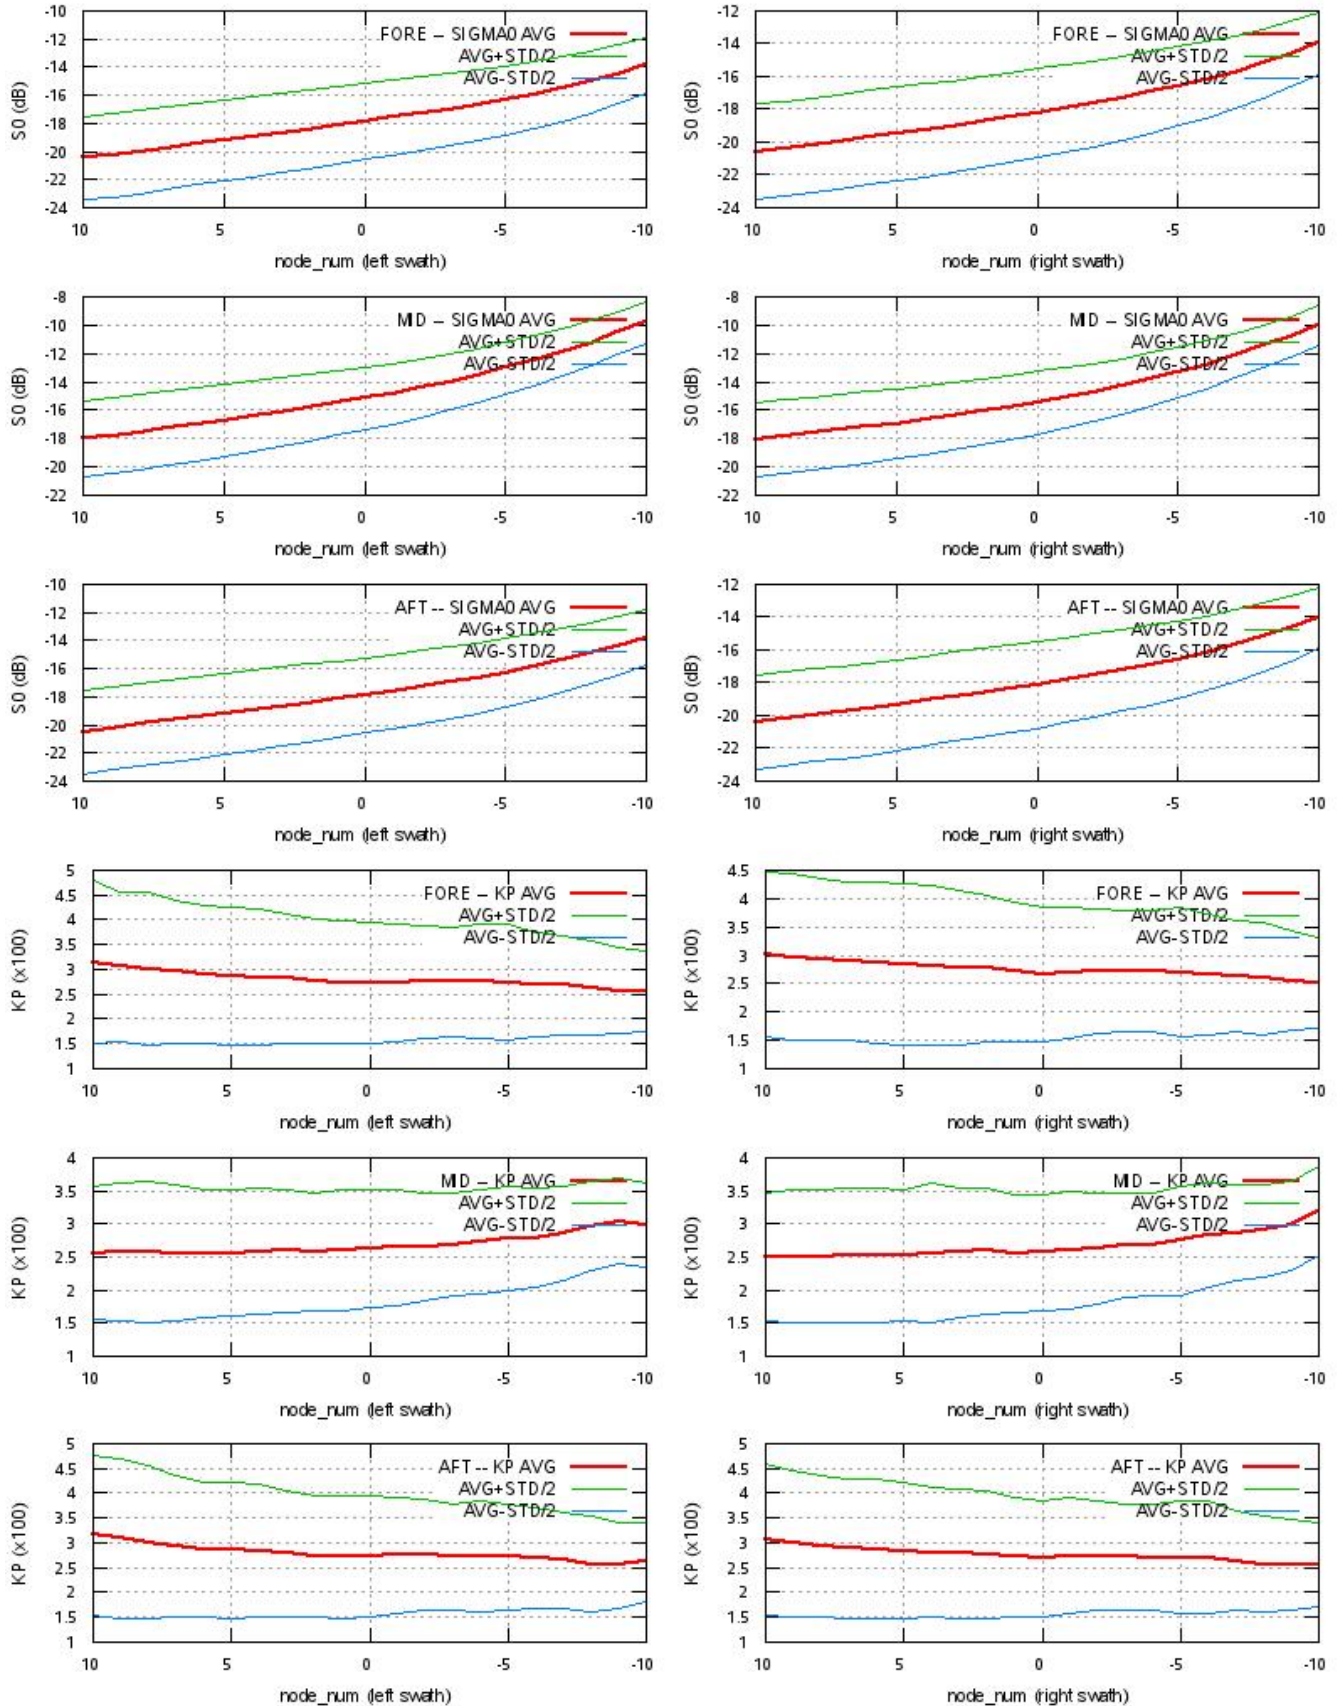 -10
-12
FORE -- SIGMA0 AVG
-14
AVG+STD/2
-16
AVG-STD/2
-18
-20
-22
-24
S0 (dB)
10 5 0 -5 -10
node_num (left swath)
-12
FORE -- SIGMA0 AVG
-14
AVG+STD/2
-16
AVG-STD/2
-18
-20
-22
-24
S0 (dB)
10 5 0 -5 -10
node_num (right swath)
-8
MID -- SIGMA0 AVG
-10
AVG+STD/2
-12
AVG-STD/2
-14
-16
-18
-20
-22
S0 (dB)
10 5 0 -5 -10
node_num (left swath)
-8
MID -- SIGMA0 AVG
-10
AVG+STD/2
-12
AVG-STD/2
-14
-16
-18
-20
-22
S0 (dB)
10 5 0 -5 -10
node_num (right swath)
-10
AFT -- SIGMA0 AVG
-12
AVG+STD/2
-14
AVG-STD/2
-16
-18
-20
-22
-24
S0 (dB)
10 5 0 -5 -10
node_num (left swath)
-12
AFT -- SIGMA0 AVG
-14
AVG+STD/2
-16
AVG-STD/2
-18
-20
-22
-24
S0 (dB)
10 5 0 -5 -10
node_num (right swath)
5
FORE -- KP AVG
4.5
AVG+STD/2
4
AVG-STD/2
3.5
3
2.5
2
1.5
1
KP (x100)
10 5 0 -5 -10
node_num (left swath)
4.5
FORE -- KP AVG
4
AVG+STD/2
3.5
AVG-STD/2
3
2.5
2
1.5
1
KP (x100)
10 5 0 -5 -10
node_num (right swath)
4
MID -- KP AVG
3.5
AVG+STD/2
3
AVG-STD/2
2.5
2
1.5
1
KP (x100)
10 5 0 -5 -10
node_num (left swath)
4
MID -- KP AVG
3.5
AVG+STD/2
3
AVG-STD/2
2.5
2
1.5
1
KP (x100)
10 5 0 -5 -10
node_num (right swath)
5
AFT -- KP AVG
4.5
AVG+STD/2
4
AVG-STD/2
3.5
3
2.5
2
1.5
1
KP (x100)
10 5 0 -5 -10
node_num (left swath)
5
AFT -- KP AVG
4.5
AVG+STD/2
4
AVG-STD/2
3.5
3
2.5
2
1.5
1
KP (x100)
10 5 0 -5 -10
node_num (right swath)